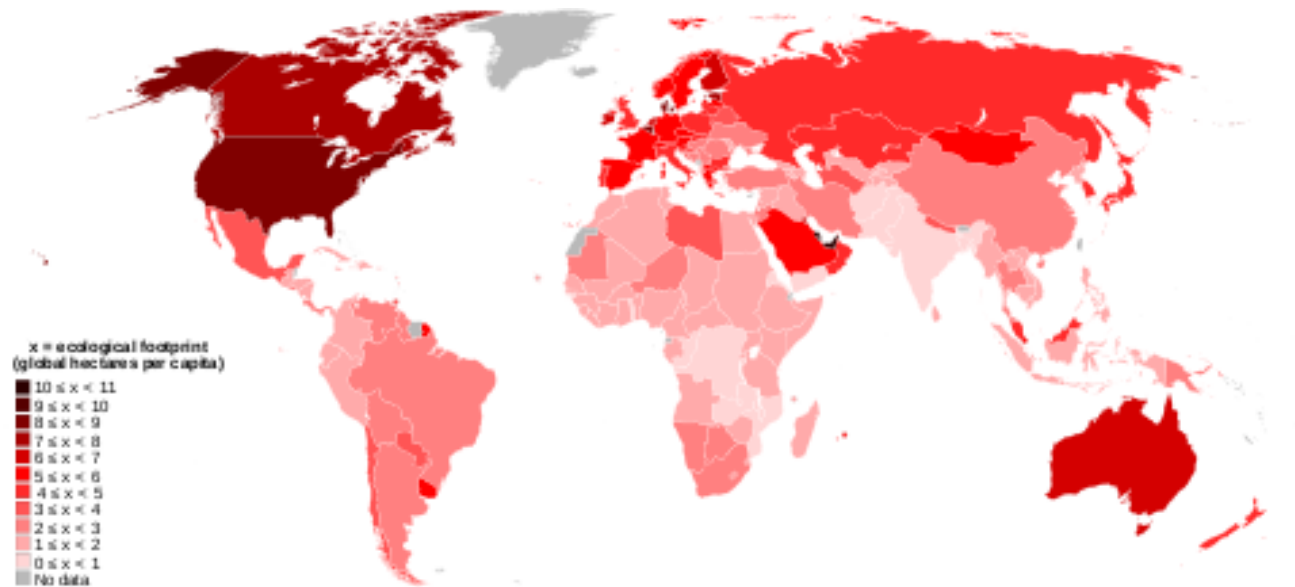 x = ecological footprint
(global hectares per capita)
10 ≤ x < 11
9 ≤ x < 10
8 ≤ x < 9
7 ≤ x < 8
6 ≤ x < 7
5 ≤ x < 6
4 ≤ x < 5
3 ≤ x < 4
2 ≤ x < 3
1 ≤ x < 2
0 ≤ x < 1
No data